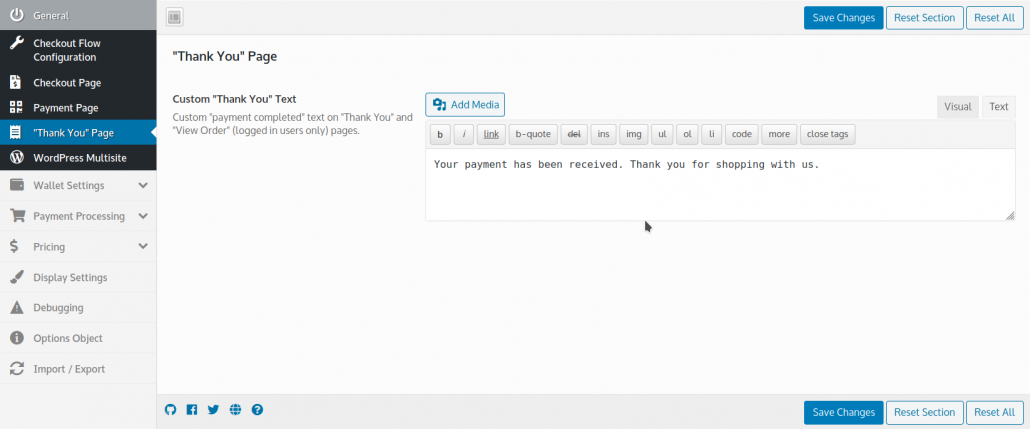 General
Checkout Flow
Configuration
Checkout Page
Payment Page
"Thank You" Page
WordPress Multisite
Wallet Settings
Payment Processing
Pricing
Display Settings
Debugging
Options Object
Import / Export
Save Changes Reset Section Reset All
"Thank You" Page
Custom "Thank You" Text
Custom "payment completed" text on "Thank You" and
"View Order" (logged in users only) pages.
Add Media
Visual Text
b i link b-quote del ins img ul ol li code more close tags
Your payment has been received. Thank you for shopping with us.
Save Changes Reset Section Reset All